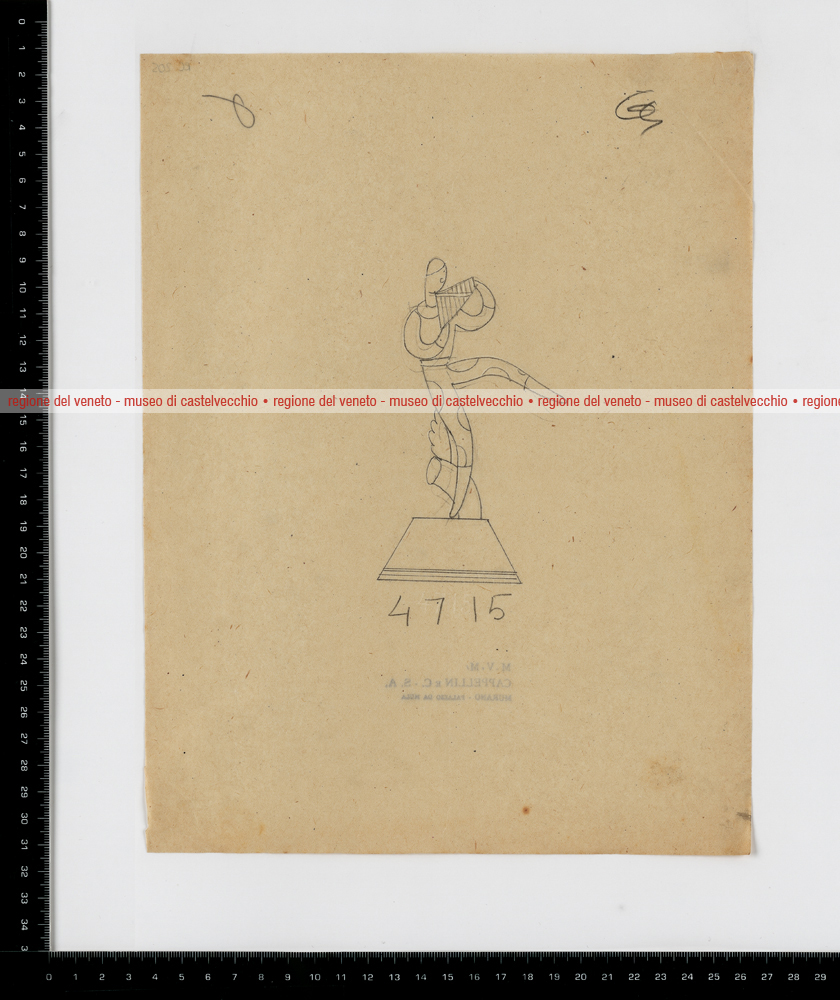 regione del veneto - museo di castelvecchio • regione del veneto - museo di castelvecchio • regione del veneto - museo di castelvecchio • regione
4715
M.V.M.
CAPPELLIN E C. - S. A.
MURANO - PALAZZO DA MULA
0 1 2 3 4 5 6 7 8 9 10 11 12 13 14 15 16 17 18 19 20 21 22 23 24 25 26 27 28 29 30 31 32 33 34 3
0 1 2 3 4 5 6 7 8 9 10 11 12 13 14 15 16 17 18 19 20 21 22 23 24 25 26 27 28 29